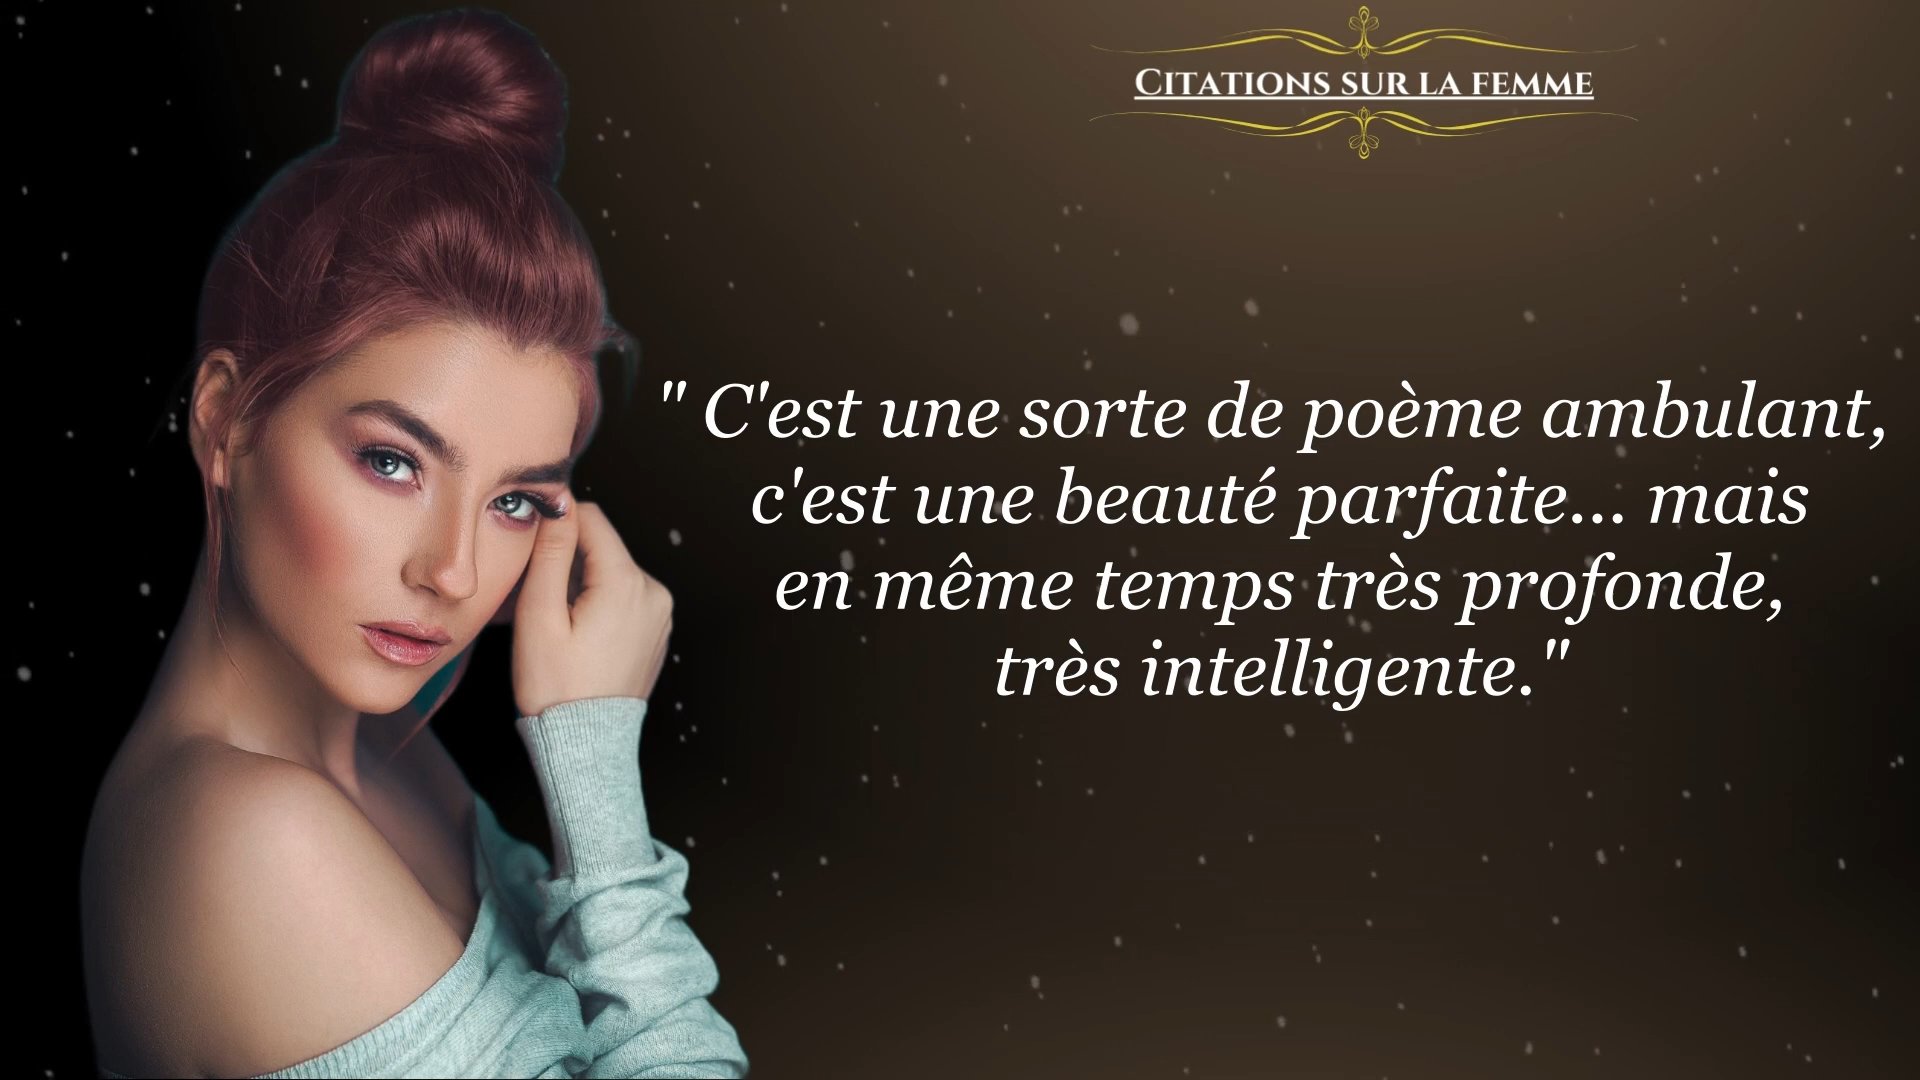 Citations sur la femme
" C'est une sorte de poème ambulant,
c'est une beauté parfaite... mais
en même temps très profonde,
très intelligente."